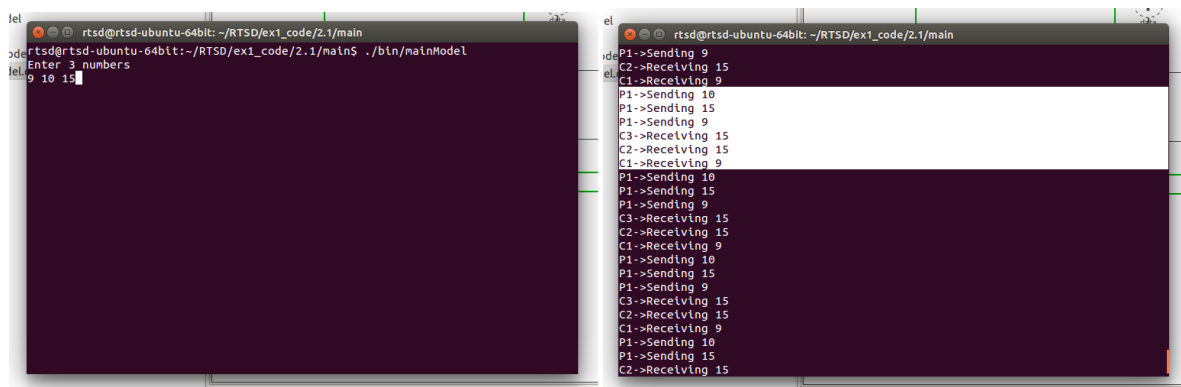 del
rtsd@rtsd-ubuntu-64bit: ~/RTSD/ex1_code/2.1/main
rtsd@rtsd-ubuntu-64bit:~/RTSD/ex1_code/2.1/main$ ./bin/mainModel
Enter 3 numbers
9 10 15
el
rtsd@rtsd-ubuntu-64bit: ~/RTSD/ex1_code/2.1/main
P1->Sending 9
C2->Receiving 15
C1->Receiving 9
P1->Sending 10
P1->Sending 15
P1->Sending 9
C3->Receiving 15
C2->Receiving 15
C1->Receiving 9
P1->Sending 10
P1->Sending 15
P1->Sending 9
C3->Receiving 15
C2->Receiving 15
C1->Receiving 9
P1->Sending 10
P1->Sending 15
P1->Sending 9
C3->Receiving 15
C2->Receiving 15
C1->Receiving 9
P1->Sending 10
P1->Sending 15
C2->Receiving 15